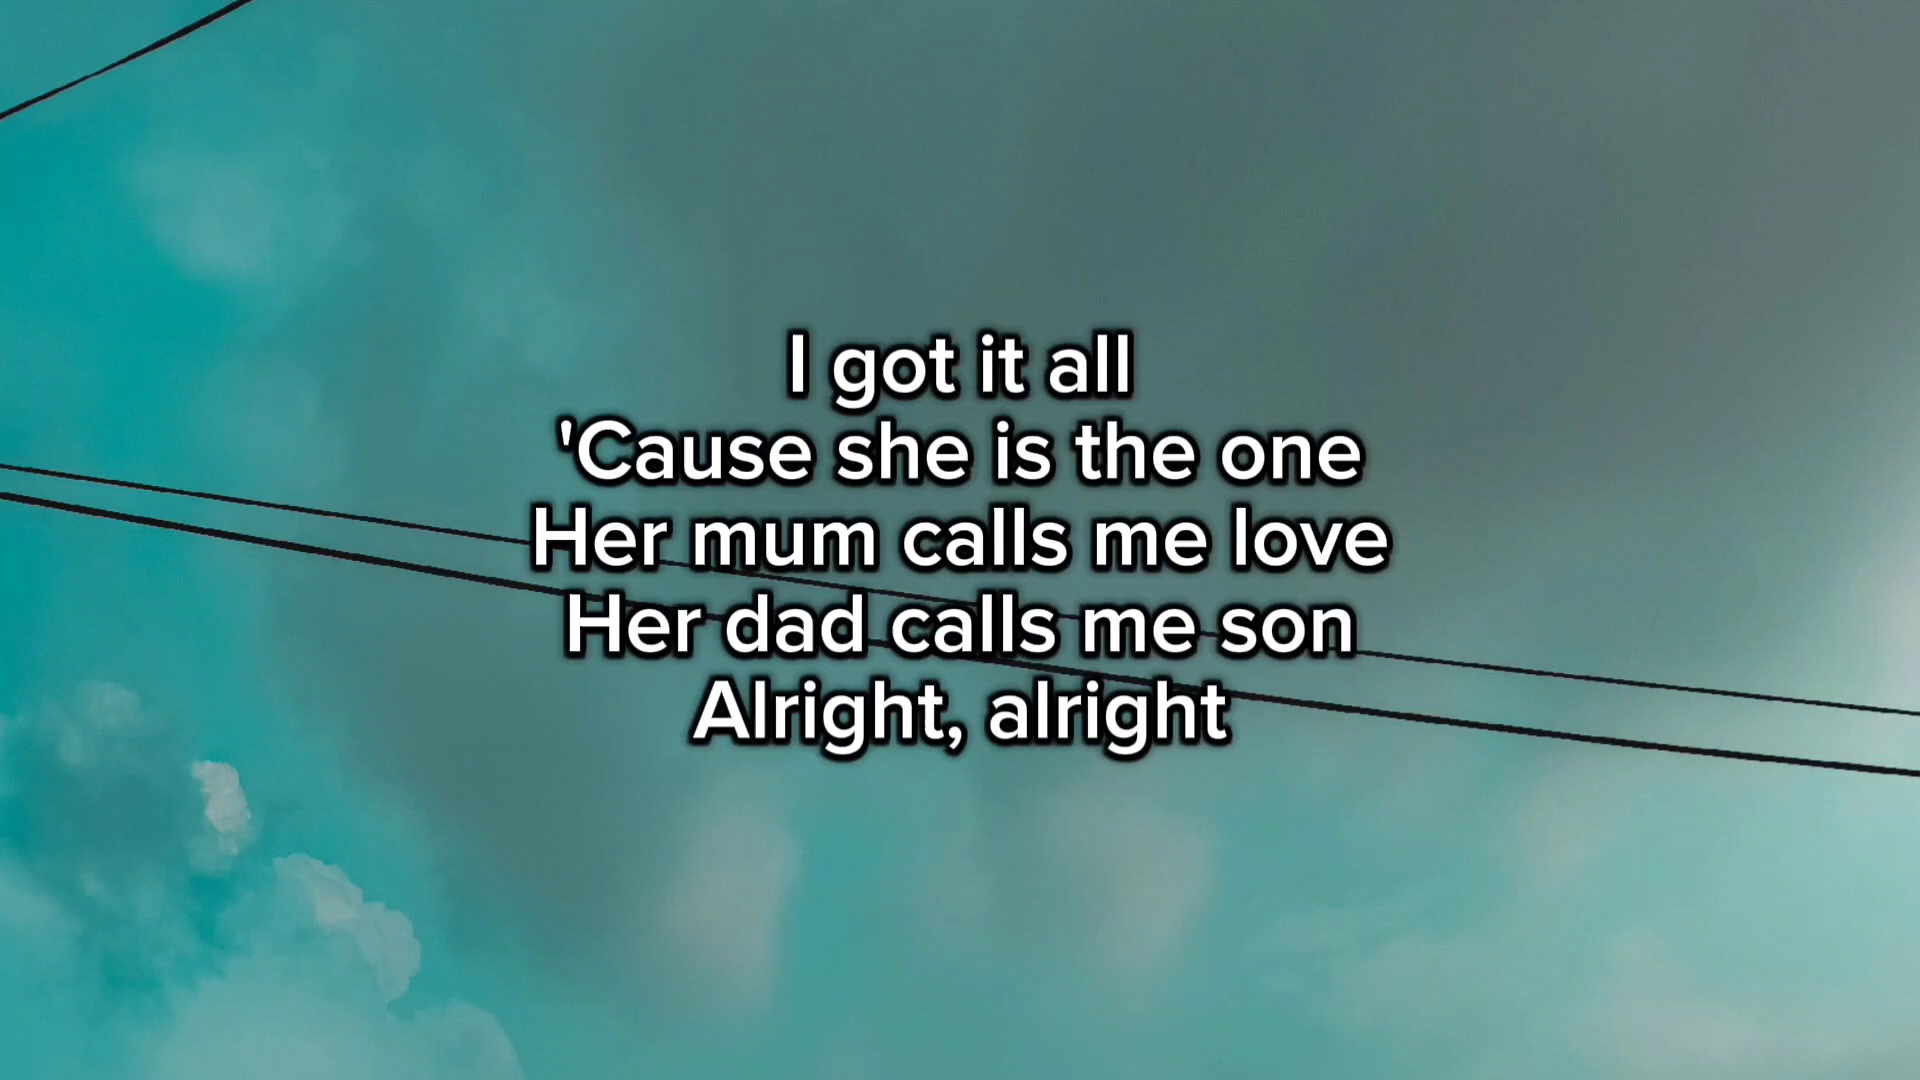 I got it all
'Cause she is the one
Her mum calls me love
Her dad calls me son
Alright, alright